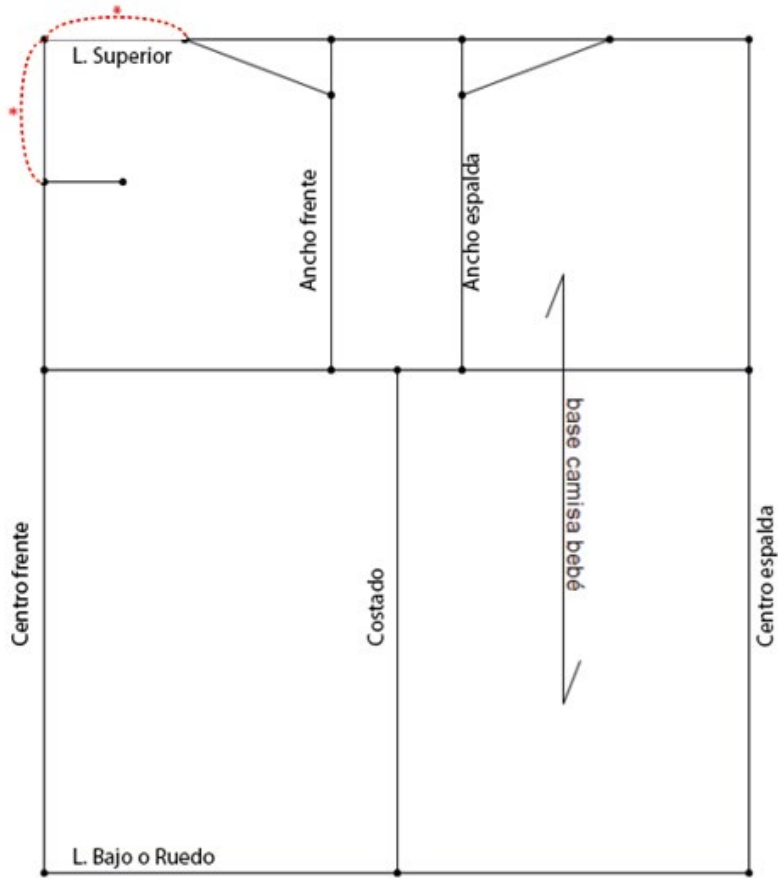 *
L. Superior
*
Ancho frente
Ancho espalda
base camisa bebé
Centro frente
Costado
Centro espalda
L. Bajo o Ruedo